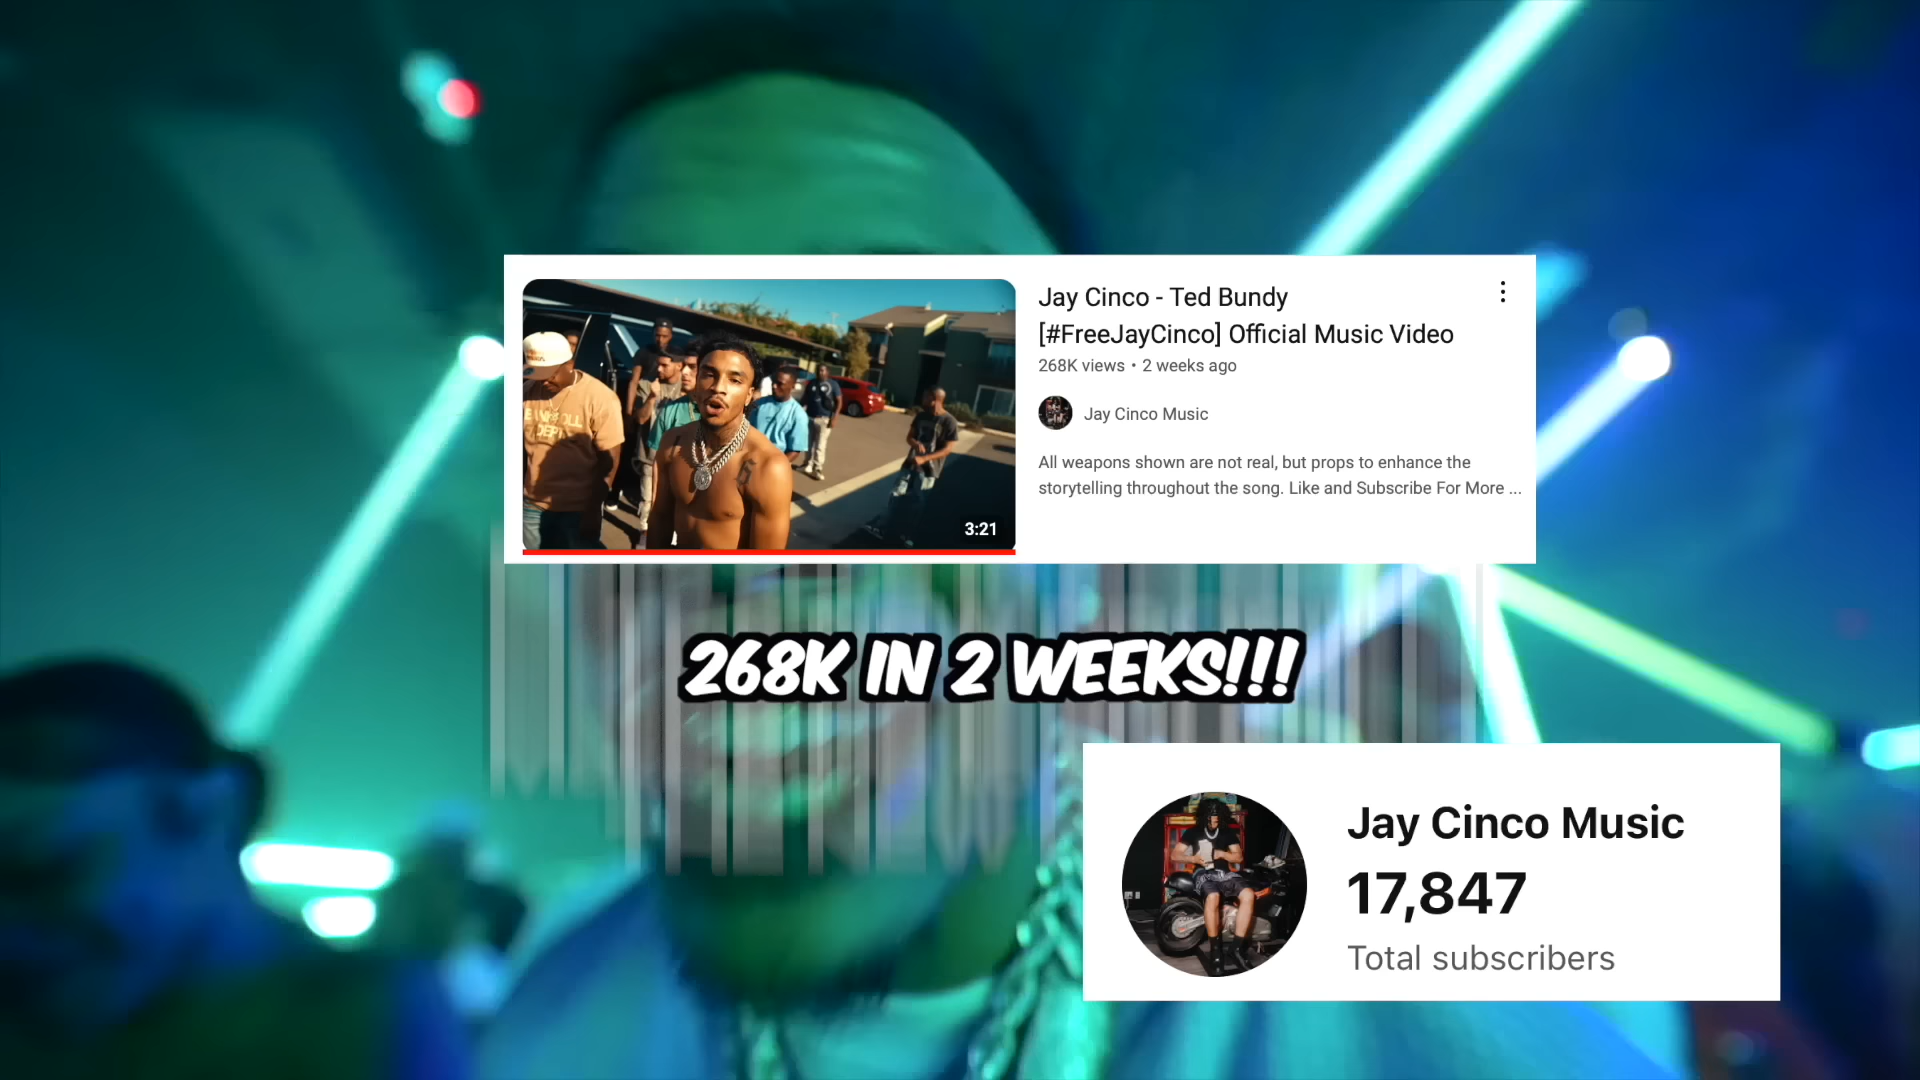 Jay Cinco - Ted Bundy
[#FreeJayCinco] Official Music Video
268K views • 2 weeks ago
Jay Cinco Music
All weapons shown are not real, but props to enhance the
storytelling throughout the song. Like and Subscribe For More ...
3:21
268K IN 2 WEEKS!!!
Jay Cinco Music
17,847
Total subscribers